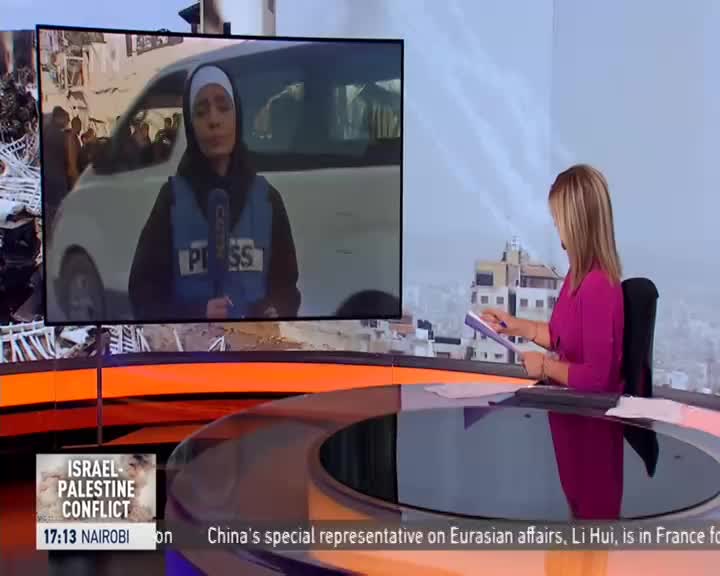 PRESS
ISRAEL-
PALESTINE
CONFLICT
17:13 NAIROBI
on China's special representative on Eurasian affairs, Li Hui, is in France fo